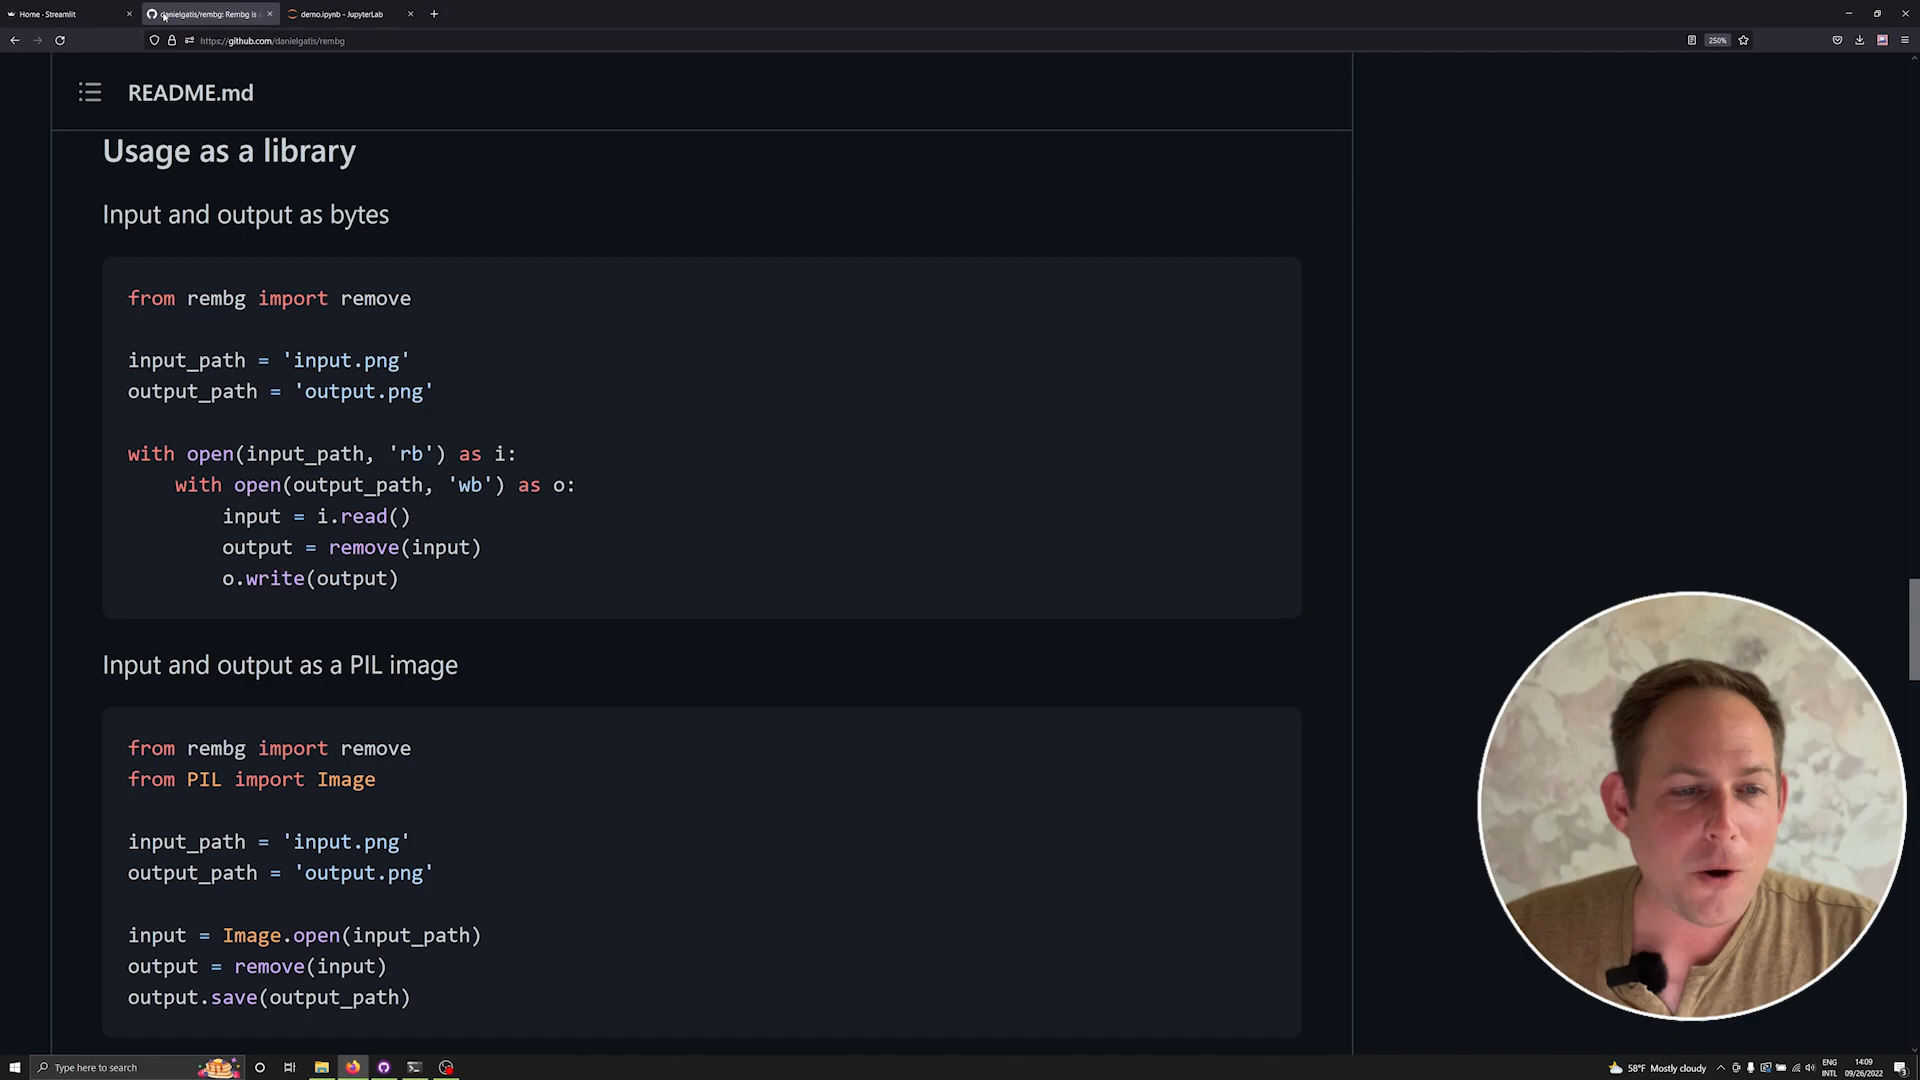 Home · Streamlit
danielgatis/rembg: Rembg is a
demo.ipynb - JupyterLab
https://github.com/danielgatis/rembg
250%
README.md
Usage as a library
Input and output as bytes
from rembg import remove
input_path = 'input.png'
output_path = 'output.png'
with open(input_path, 'rb') as i:
    with open(output_path, 'wb') as o:
        input = i.read()
        output = remove(input)
        o.write(output)
Input and output as a PIL image
from rembg import remove
from PIL import Image
input_path = 'input.png'
output_path = 'output.png'
input = Image.open(input_path)
output = remove(input)
output.save(output_path)
Type here to search
58°F Mostly cloudy
ENG
INTL
14:09
09/26/2022
3